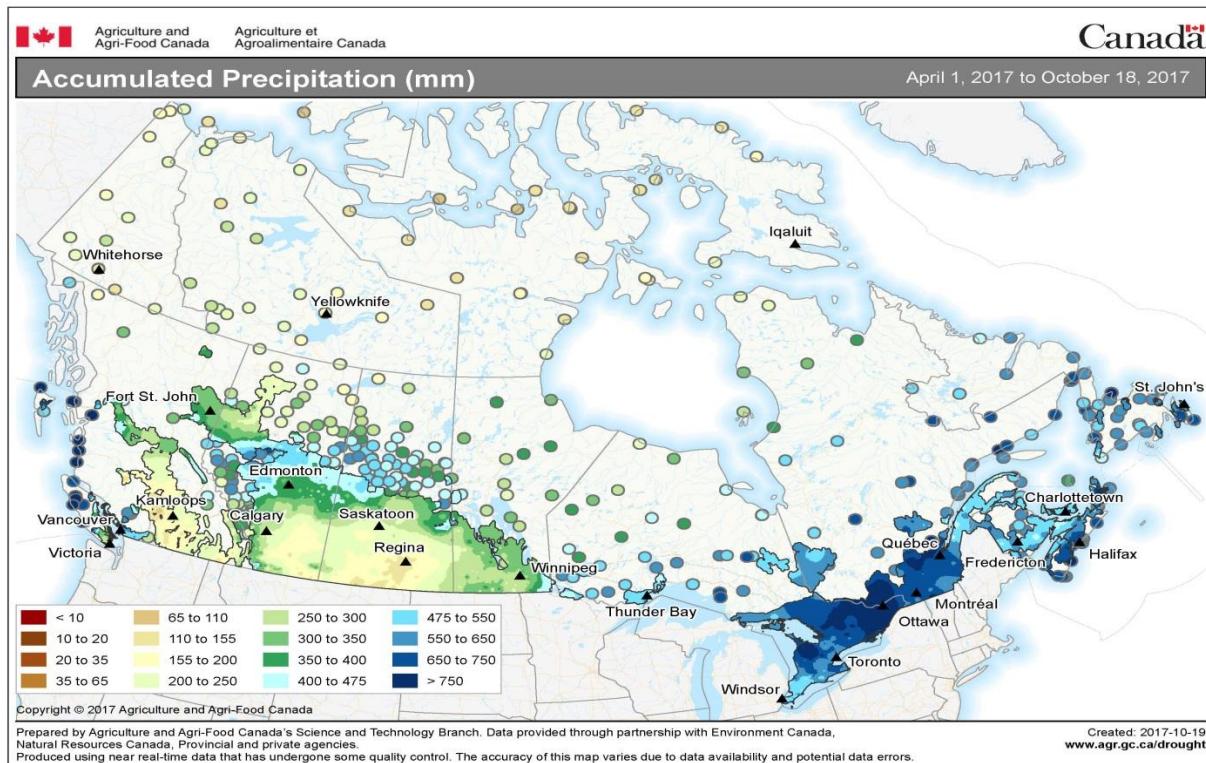 Agriculture and Agriculture et
Agri-Food Canada Agroalimentaire Canada
Canada
Accumulated Precipitation (mm) April 1, 2017 to October 18, 2017
Iqaluit
Whitehorse
Yellowknife
Fort St. John
St. John's
Edmonton
Kamloops
Calgary
Saskatoon
Charlottetown
Vancouver
Victoria
Regina
Winnipeg
Québec
Fredericton
Halifax
Thunder Bay
Montréal
Ottawa
Toronto
Windsor
< 10 65 to 110 250 to 300 475 to 550
10 to 20 110 to 155 300 to 350 550 to 650
20 to 35 155 to 200 350 to 400 650 to 750
35 to 65 200 to 250 400 to 475 > 750
Copyright © 2017 Agriculture and Agri-Food Canada
Prepared by Agriculture and Agri-Food Canada's Science and Technology Branch. Data provided through partnership with Environment Canada, Created: 2017-10-19
Natural Resources Canada, Provincial and private agencies. www.agr.gc.ca/drought
Produced using near real-time data that has undergone some quality control. The accuracy of this map varies due to data availability and potential data errors.